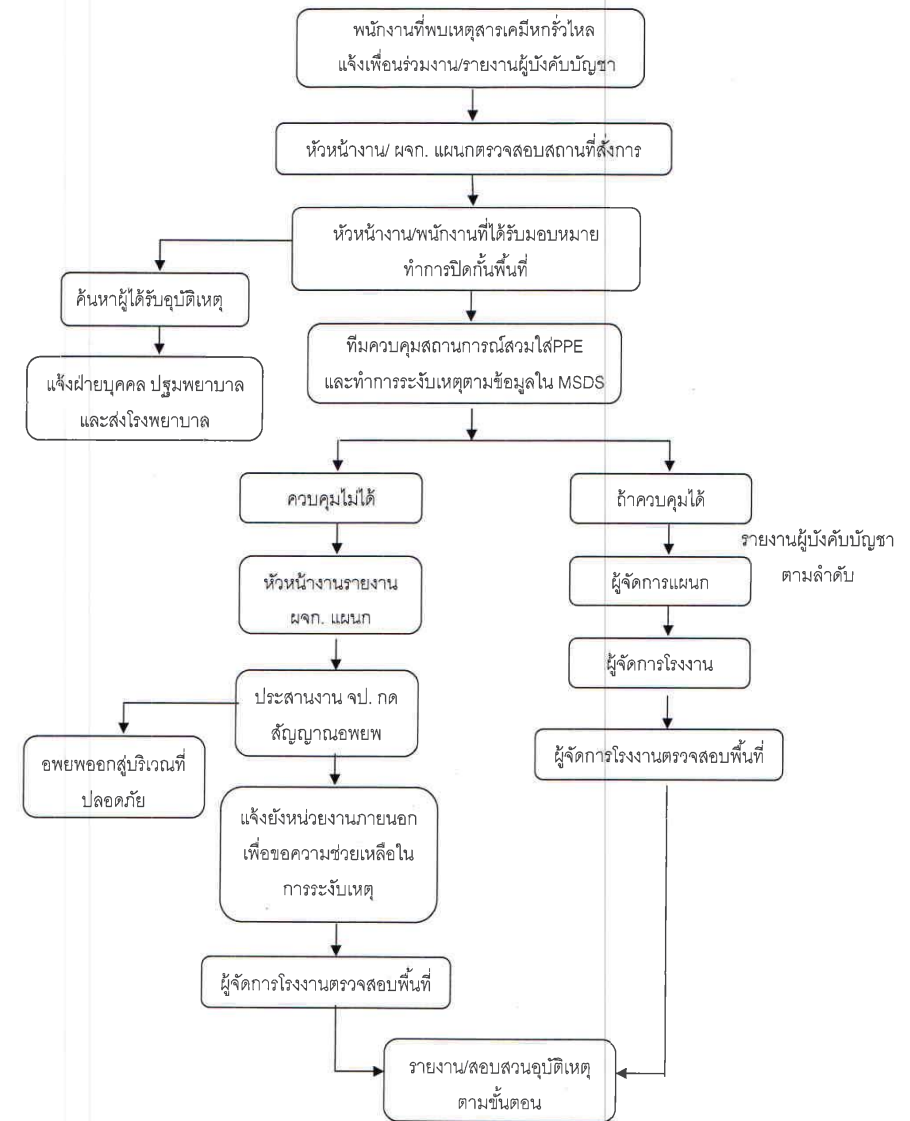 พนักงานที่พบเหตุสารเคมีหกรั่วไหล
แจ้งเพื่อนร่วมงาน/รายงานผู้บังคับบัญชา
หัวหน้างาน/ ผจก. แผนกตรวจสอบสถานที่สั่งการ
หัวหน้างาน/พนักงานที่ได้รับมอบหมาย
ทำการปิดกั้นพื้นที่
ค้นหาผู้ได้รับอุบัติเหตุ
แจ้งฝ่ายบุคคล ปฐมพยาบาล
และส่งโรงพยาบาล
ทีมควบคุมสถานการณ์สวมใส่PPE
และทำการระงับเหตุตามข้อมูลใน MSDS
ควบคุมไม่ได้
ถ้าควบคุมได้
รายงานผู้บังคับบัญชา
ตามลำดับ
หัวหน้างานรายงาน
ผจก. แผนก
ผู้จัดการแผนก
ผู้จัดการโรงงาน
ประสานงาน จป. กด
สัญญาณอพยพ
อพยพออกสู่บริเวณที่
ปลอดภัย
ผู้จัดการโรงงานตรวจสอบพื้นที่
แจ้งยังหน่วยงานภายนอก
เพื่อขอความช่วยเหลือใน
การระงับเหตุ
ผู้จัดการโรงงานตรวจสอบพื้นที่
รายงาน/สอบสวนอุบัติเหตุ
ตามขั้นตอน